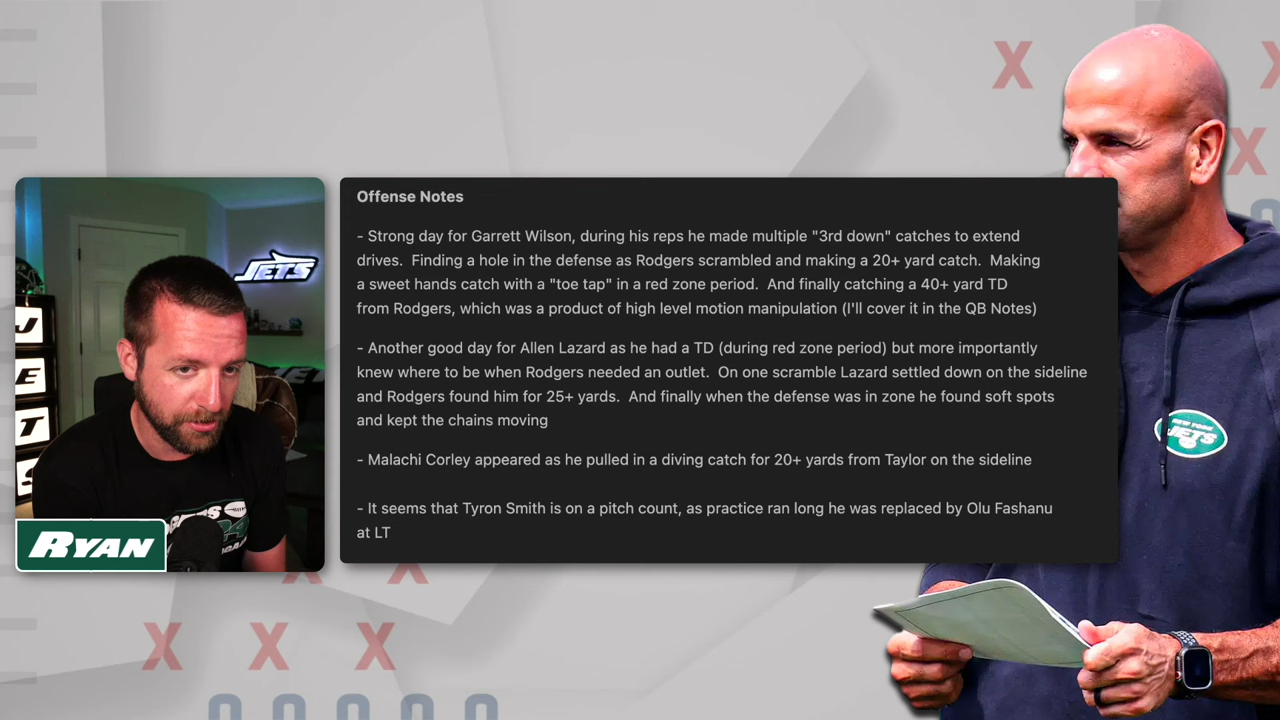 Offense Notes
- Strong day for Garrett Wilson, during his reps he made multiple "3rd down" catches to extend
drives.  Finding a hole in the defense as Rodgers scrambled and making a 20+ yard catch.  Making
a sweet hands catch with a "toe tap" in a red zone period.  And finally catching a 40+ yard TD
from Rodgers, which was a product of high level motion manipulation (I'll cover it in the QB Notes)
- Another good day for Allen Lazard as he had a TD (during red zone period) but more importantly
knew where to be when Rodgers needed an outlet.  On one scramble Lazard settled down on the sideline
and Rodgers found him for 25+ yards.  And finally when the defense was in zone he found soft spots
and kept the chains moving
- Malachi Corley appeared as he pulled in a diving catch for 20+ yards from Taylor on the sideline
- It seems that Tyron Smith is on a pitch count, as practice ran long he was replaced by Olu Fashanu
at LT
JETS
J
E
T
S
RYAN
NEW YORK
JETS
X
X
X
X
X
X
X